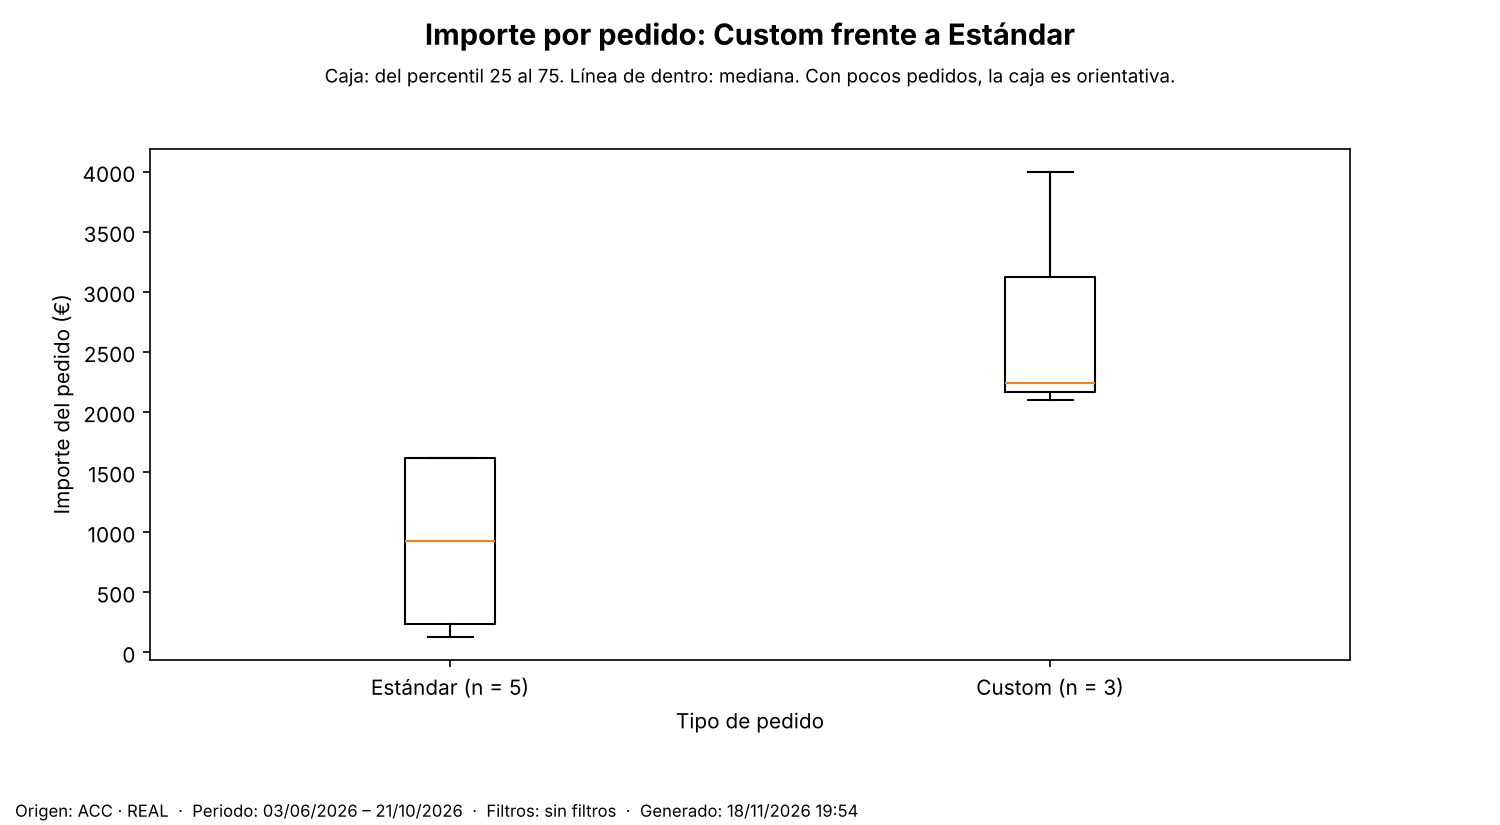 Importe por pedido: Custom frente a Estándar
Caja: del percentil 25 al 75. Línea de dentro: mediana. Con pocos pedidos, la caja es orientativa.
4000
3500
3000
2500
2000
1500
1000
500
0
Importe del pedido (€)
Estándar (n = 5)
Custom (n = 3)
Tipo de pedido
Origen: ACC · REAL · Periodo: 03/06/2026 – 21/10/2026 · Filtros: sin filtros · Generado: 18/11/2026 19:54